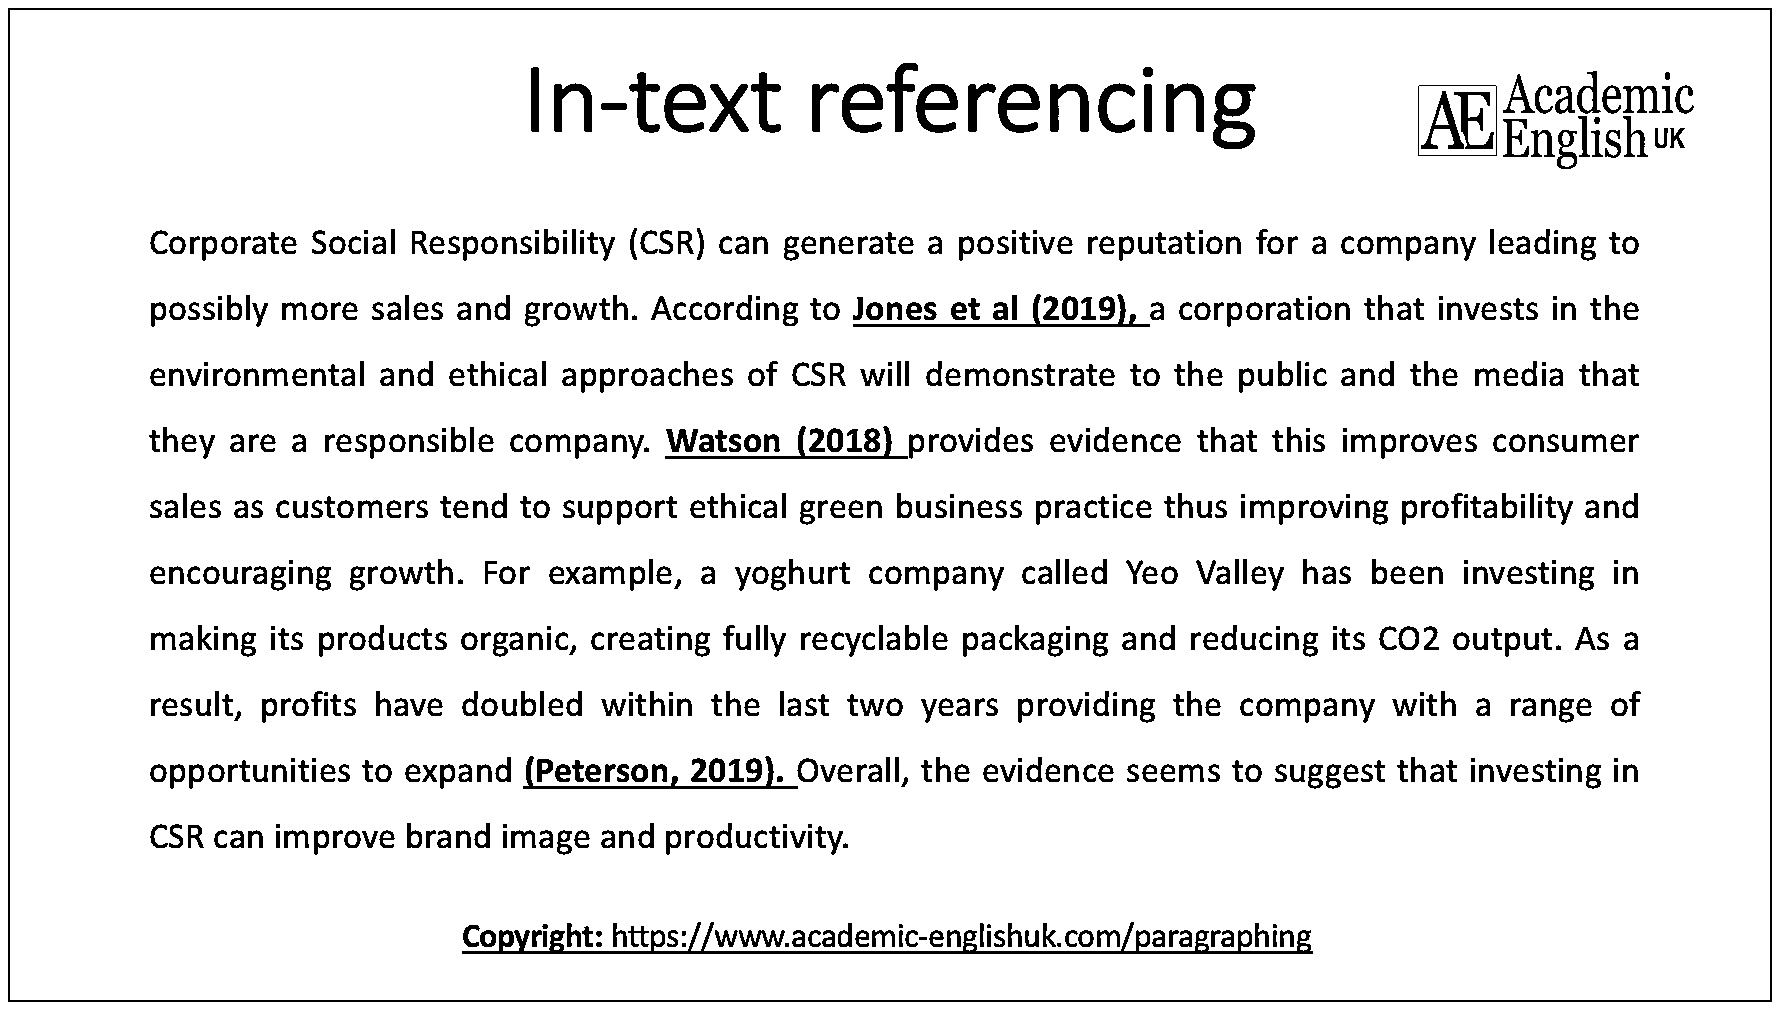 In-text referencing
AE Academic
English UK
Corporate Social Responsibility (CSR) can generate a positive reputation for a company leading to
possibly more sales and growth. According to Jones et al (2019), a corporation that invests in the
environmental and ethical approaches of CSR will demonstrate to the public and the media that
they are a responsible company. Watson (2018) provides evidence that this improves consumer
sales as customers tend to support ethical green business practice thus improving profitability and
encouraging growth. For example, a yoghurt company called Yeo Valley has been investing in
making its products organic, creating fully recyclable packaging and reducing its CO2 output. As a
result, profits have doubled within the last two years providing the company with a range of
opportunities to expand (Peterson, 2019). Overall, the evidence seems to suggest that investing in
CSR can improve brand image and productivity.
Copyright: https://www.academic-englishuk.com/paragraphing